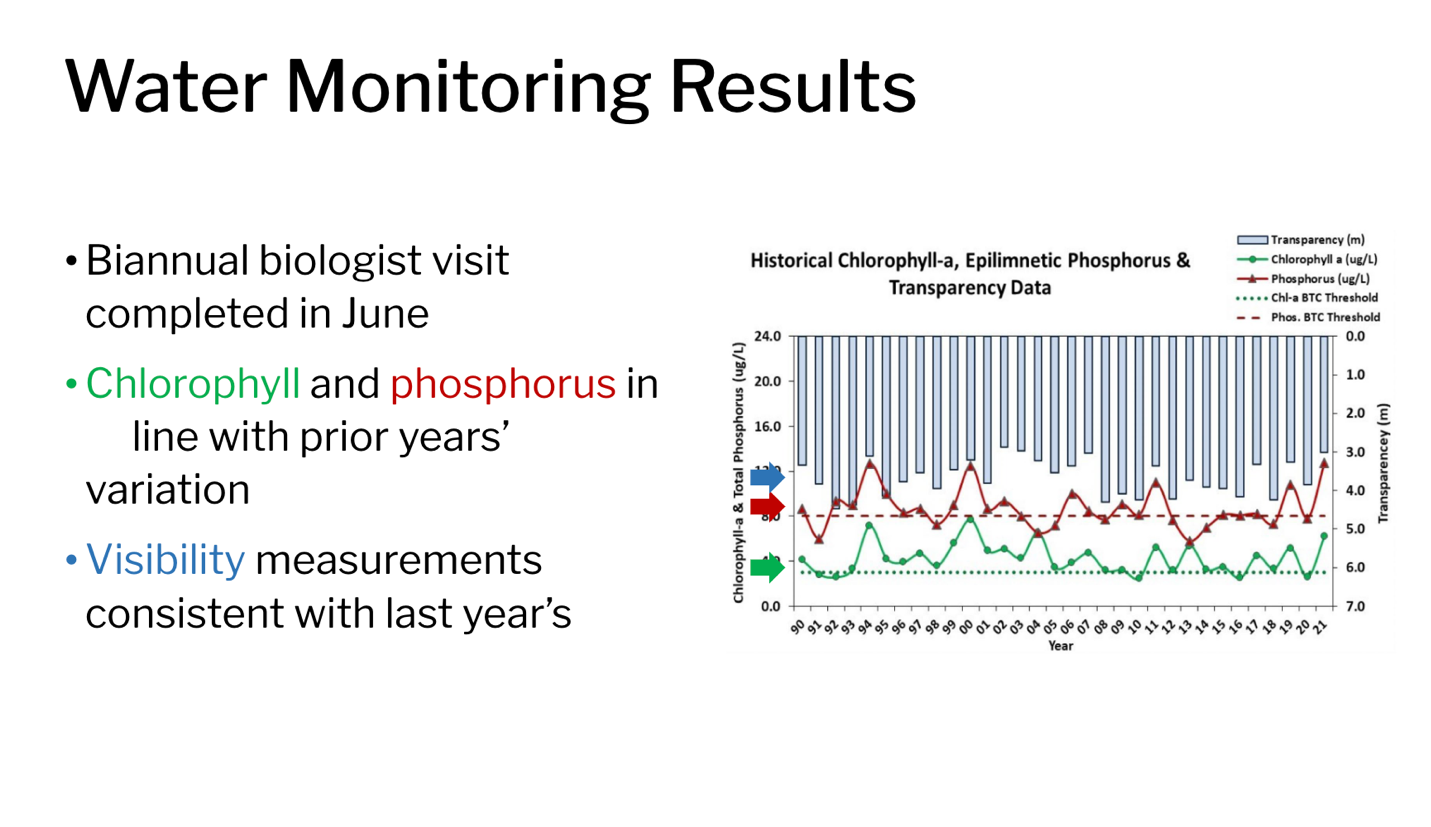 Water Monitoring Results
• Biannual biologist visit
completed in June
• Chlorophyll and phosphorus in
line with prior years’
variation
• Visibility measurements
consistent with last year’s
Historical Chlorophyll-a, Epilimnetic Phosphorus &
Transparency Data
Transparency (m)
Chlorophyll a (ug/L)
Phosphorus (ug/L)
Chl-a BTC Threshold
Phos. BTC Threshold
Chlorophyll-a & Total Phosphorus (ug/L)
24.0
20.0
16.0
8.0
0.0
0.0
1.0
2.0
3.0
4.0
5.0
6.0
7.0
Transparencey (m)
90 91 92 93 94 95 96 97 98 99 00 01 02 03 04 05 06 07 08 09 10 11 12 13 14 15 16 17 18 19 20 21
Year